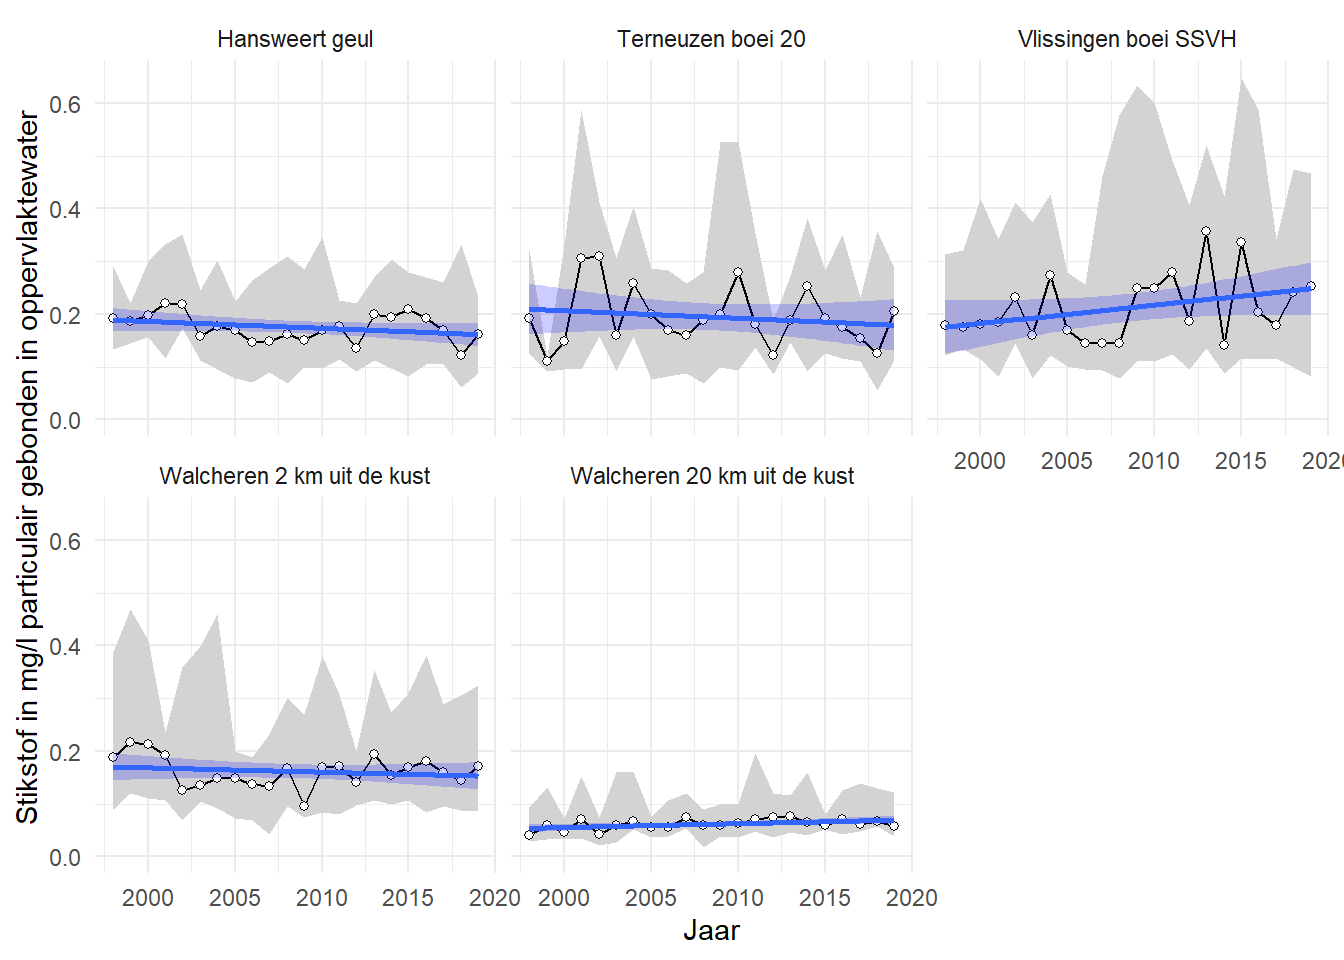 Hansweert geul
Terneuzen boei 20
Vlissingen boei SSVH
Stikstof in mg/l particulair gebonden in oppervlaktewater
0.6
0.4
0.2
0.0
2000 2005 2010 2015 2020
Walcheren 2 km uit de kust
Walcheren 20 km uit de kust
0.6
0.4
0.2
0.0
2000 2005 2010 2015 2020
2000 2005 2010 2015 2020
Jaar